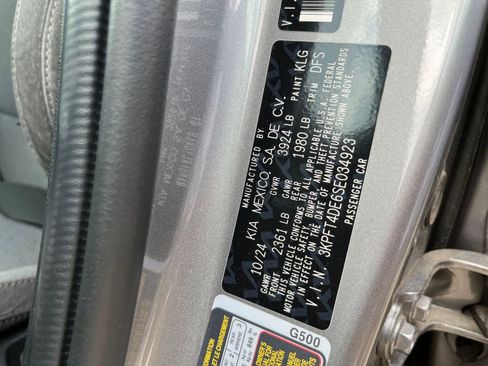 V.I.N
MANUFACTURED BY
KIA MEXICO, S.A. DE C.V.
10/24 GVWR 3924 LB PAINT KLG
GAWR FRONT 2361 LB GAWR REAR 1980 LB TRIM DFS
THIS VEHICLE CONFORMS TO ALL APPLICABLE U.S.A. FEDERAL
MOTOR VEHICLE SAFETY, BUMPER, AND THEFT PREVENTION STANDARDS
IN EFFECT ON THE DATE OF MANUFACTURE SHOWN ABOVE.
V.I.N. 3KPFT4DE6SE034923
PASSENGER CAR
G500